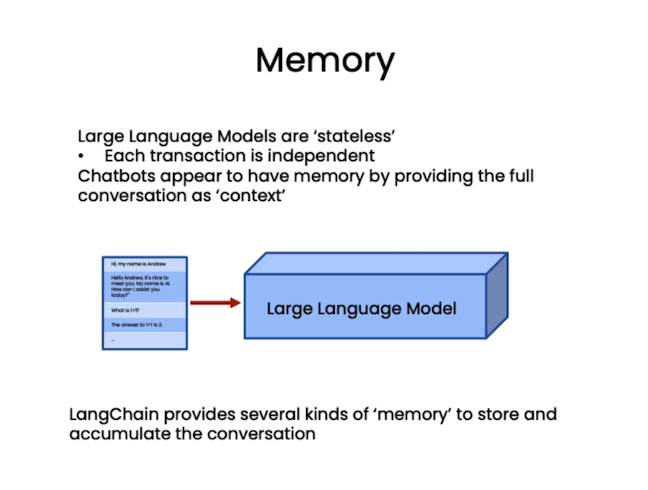 Memory
Large Language Models are ‘stateless’
• Each transaction is independent
Chatbots appear to have memory by providing the full
conversation as ‘context’
Hi, my name is Andrew
Hello Andrew, it's nice to
meet you. My name is AI.
How can I assist you
today?"
What is 1+1?
The answer to 1+1 is 2.
Large Language Model
LangChain provides several kinds of ‘memory’ to store and
accumulate the conversation